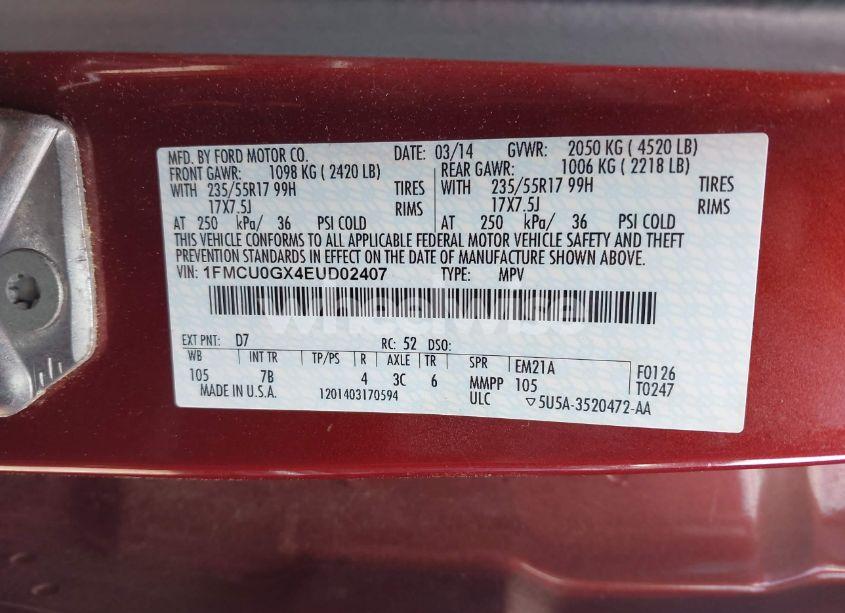 MFD. BY FORD MOTOR CO. DATE: 03/14 GVWR: 2050 KG ( 4520 LB)
FRONT GAWR: 1098 KG ( 2420 LB) REAR GAWR: 1006 KG ( 2218 LB)
WITH 235/55R17 99H TIRES WITH 235/55R17 99H TIRES
17X7.5J RIMS 17X7.5J RIMS
AT 250 kPa/ 36 PSI COLD AT 250 kPa/ 36 PSI COLD
THIS VEHICLE CONFORMS TO ALL APPLICABLE FEDERAL MOTOR VEHICLE SAFETY AND THEFT
PREVENTION STANDARDS IN EFFECT ON THE DATE OF MANUFACTURE SHOWN ABOVE.
VIN: 1FMCU0GX4EUD02407 TYPE: MPV
wheelwise
EXT PNT: D7 RC: 52 DSO:
WB INT TR TP/PS R AXLE TR SPR EM21A F0126
105 7B 4 3C 6 MMPP 105 T0247
MADE IN U.S.A. 1201403170594 ULC ▽5U5A-3520472-AA